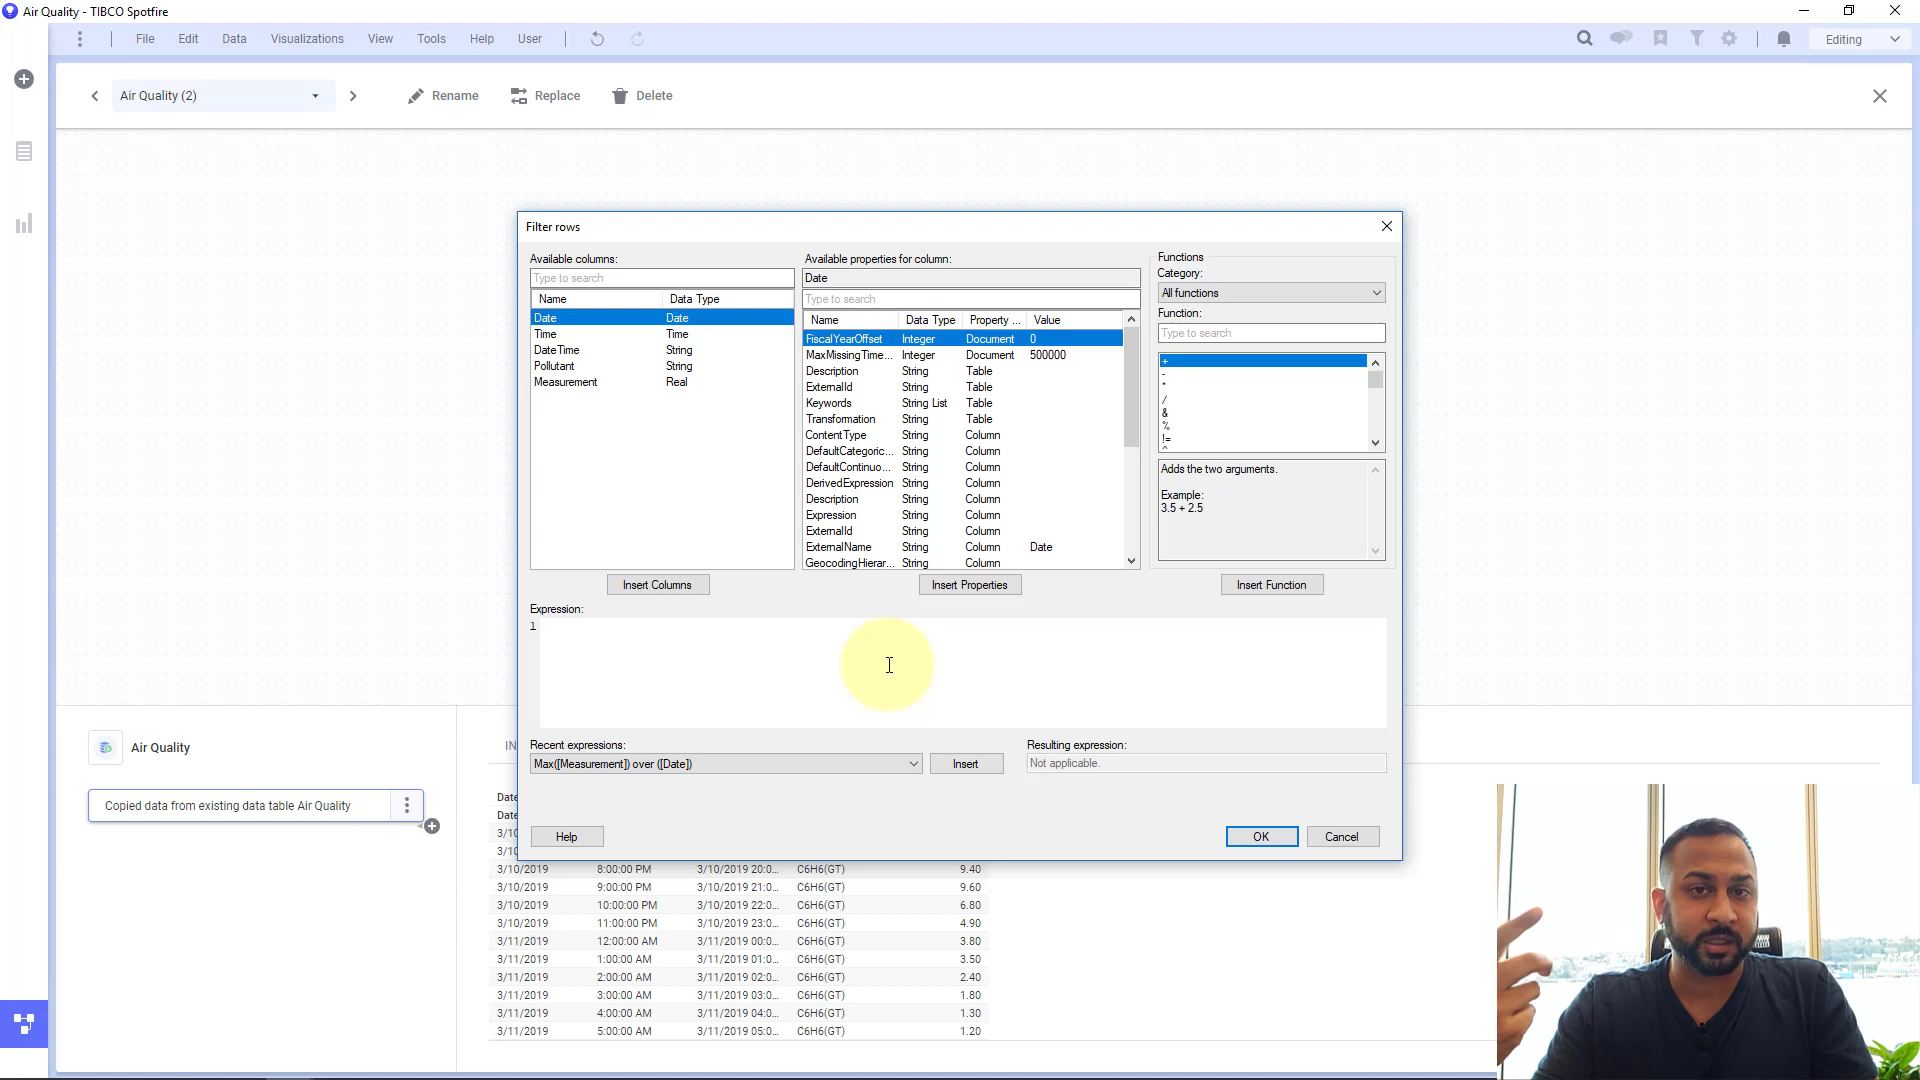 Air Quality - TIBCO Spotfire
File Edit Data Visualizations View Tools Help User
Editing
Air Quality (2)
Rename
Replace
Delete
Filter rows
Available columns:
Type to search
Name Data Type
Date Date
Time Time
DateTime String
Pollutant String
Measurement Real
Insert Columns
Available properties for column:
Date
Type to search
Name Data Type Property ... Value
FiscalYearOffset Integer Document 0
MaxMissingTime... Integer Document 500000
Description String Table
ExternalId String Table
Keywords String List Table
Transformation String Table
ContentType String Column
DefaultCategoric... String Column
DefaultContinuo... String Column
DerivedExpression String Column
Description String Column
Expression String Column
ExternalId String Column
ExternalName String Column Date
GeocodingHierar... String Column
Insert Properties
Functions
Category:
All functions
Function:
Type to search
+
-
*
/
&
%
!=
^
Adds the two arguments.
Example:
3.5 + 2.5
Insert Function
Expression:
1
Recent expressions:
Max([Measurement]) over ([Date])
Insert
Resulting expression:
Not applicable.
Help
OK
Cancel
Air Quality
Copied data from existing data table Air Quality
IN
Date
Date
3/10
3/10
3/10/2019 8:00:00 PM 3/10/2019 20:0... C6H6(GT) 9.40
3/10/2019 9:00:00 PM 3/10/2019 21:0... C6H6(GT) 9.60
3/10/2019 10:00:00 PM 3/10/2019 22:0... C6H6(GT) 6.80
3/10/2019 11:00:00 PM 3/10/2019 23:0... C6H6(GT) 4.90
3/11/2019 12:00:00 AM 3/11/2019 00:0... C6H6(GT) 3.80
3/11/2019 1:00:00 AM 3/11/2019 01:0... C6H6(GT) 3.50
3/11/2019 2:00:00 AM 3/11/2019 02:0... C6H6(GT) 2.40
3/11/2019 3:00:00 AM 3/11/2019 03:0... C6H6(GT) 1.80
3/11/2019 4:00:00 AM 3/11/2019 04:0... C6H6(GT) 1.30
3/11/2019 5:00:00 AM 3/11/2019 05:0... C6H6(GT) 1.20